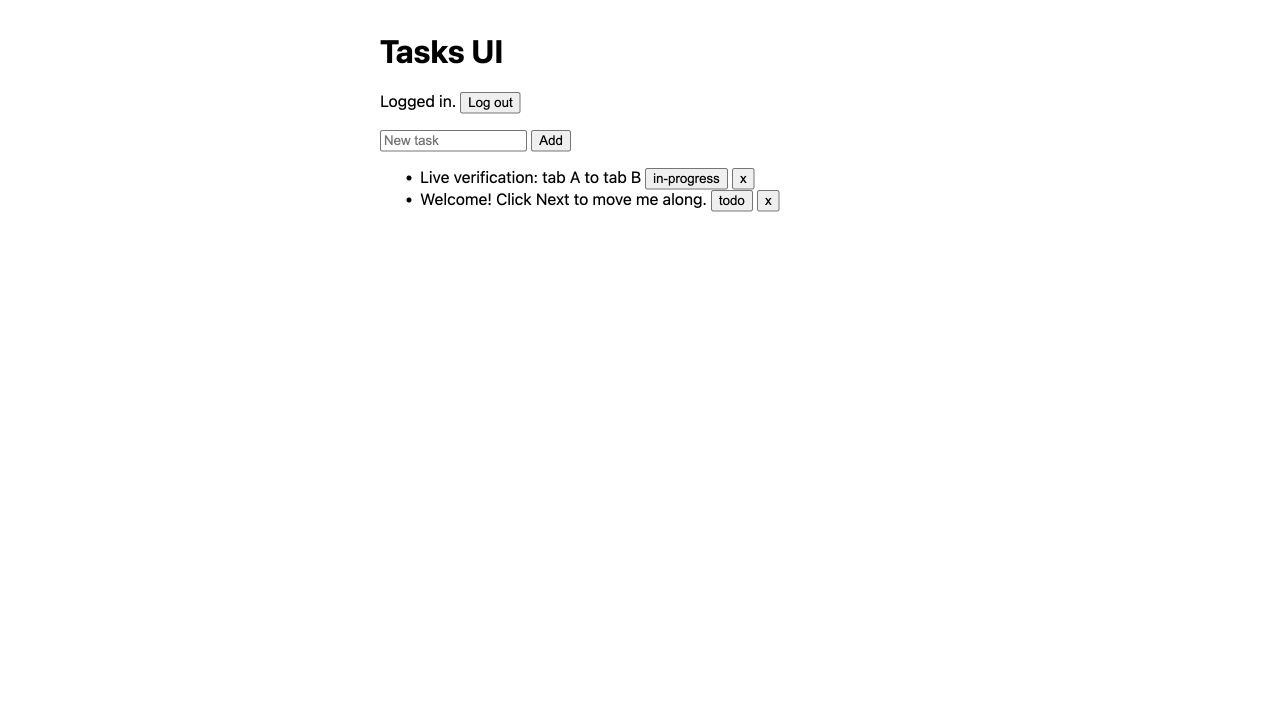 Tasks UI
Logged in. Log out
New task Add
• Live verification: tab A to tab B in-progress x
• Welcome! Click Next to move me along. todo x